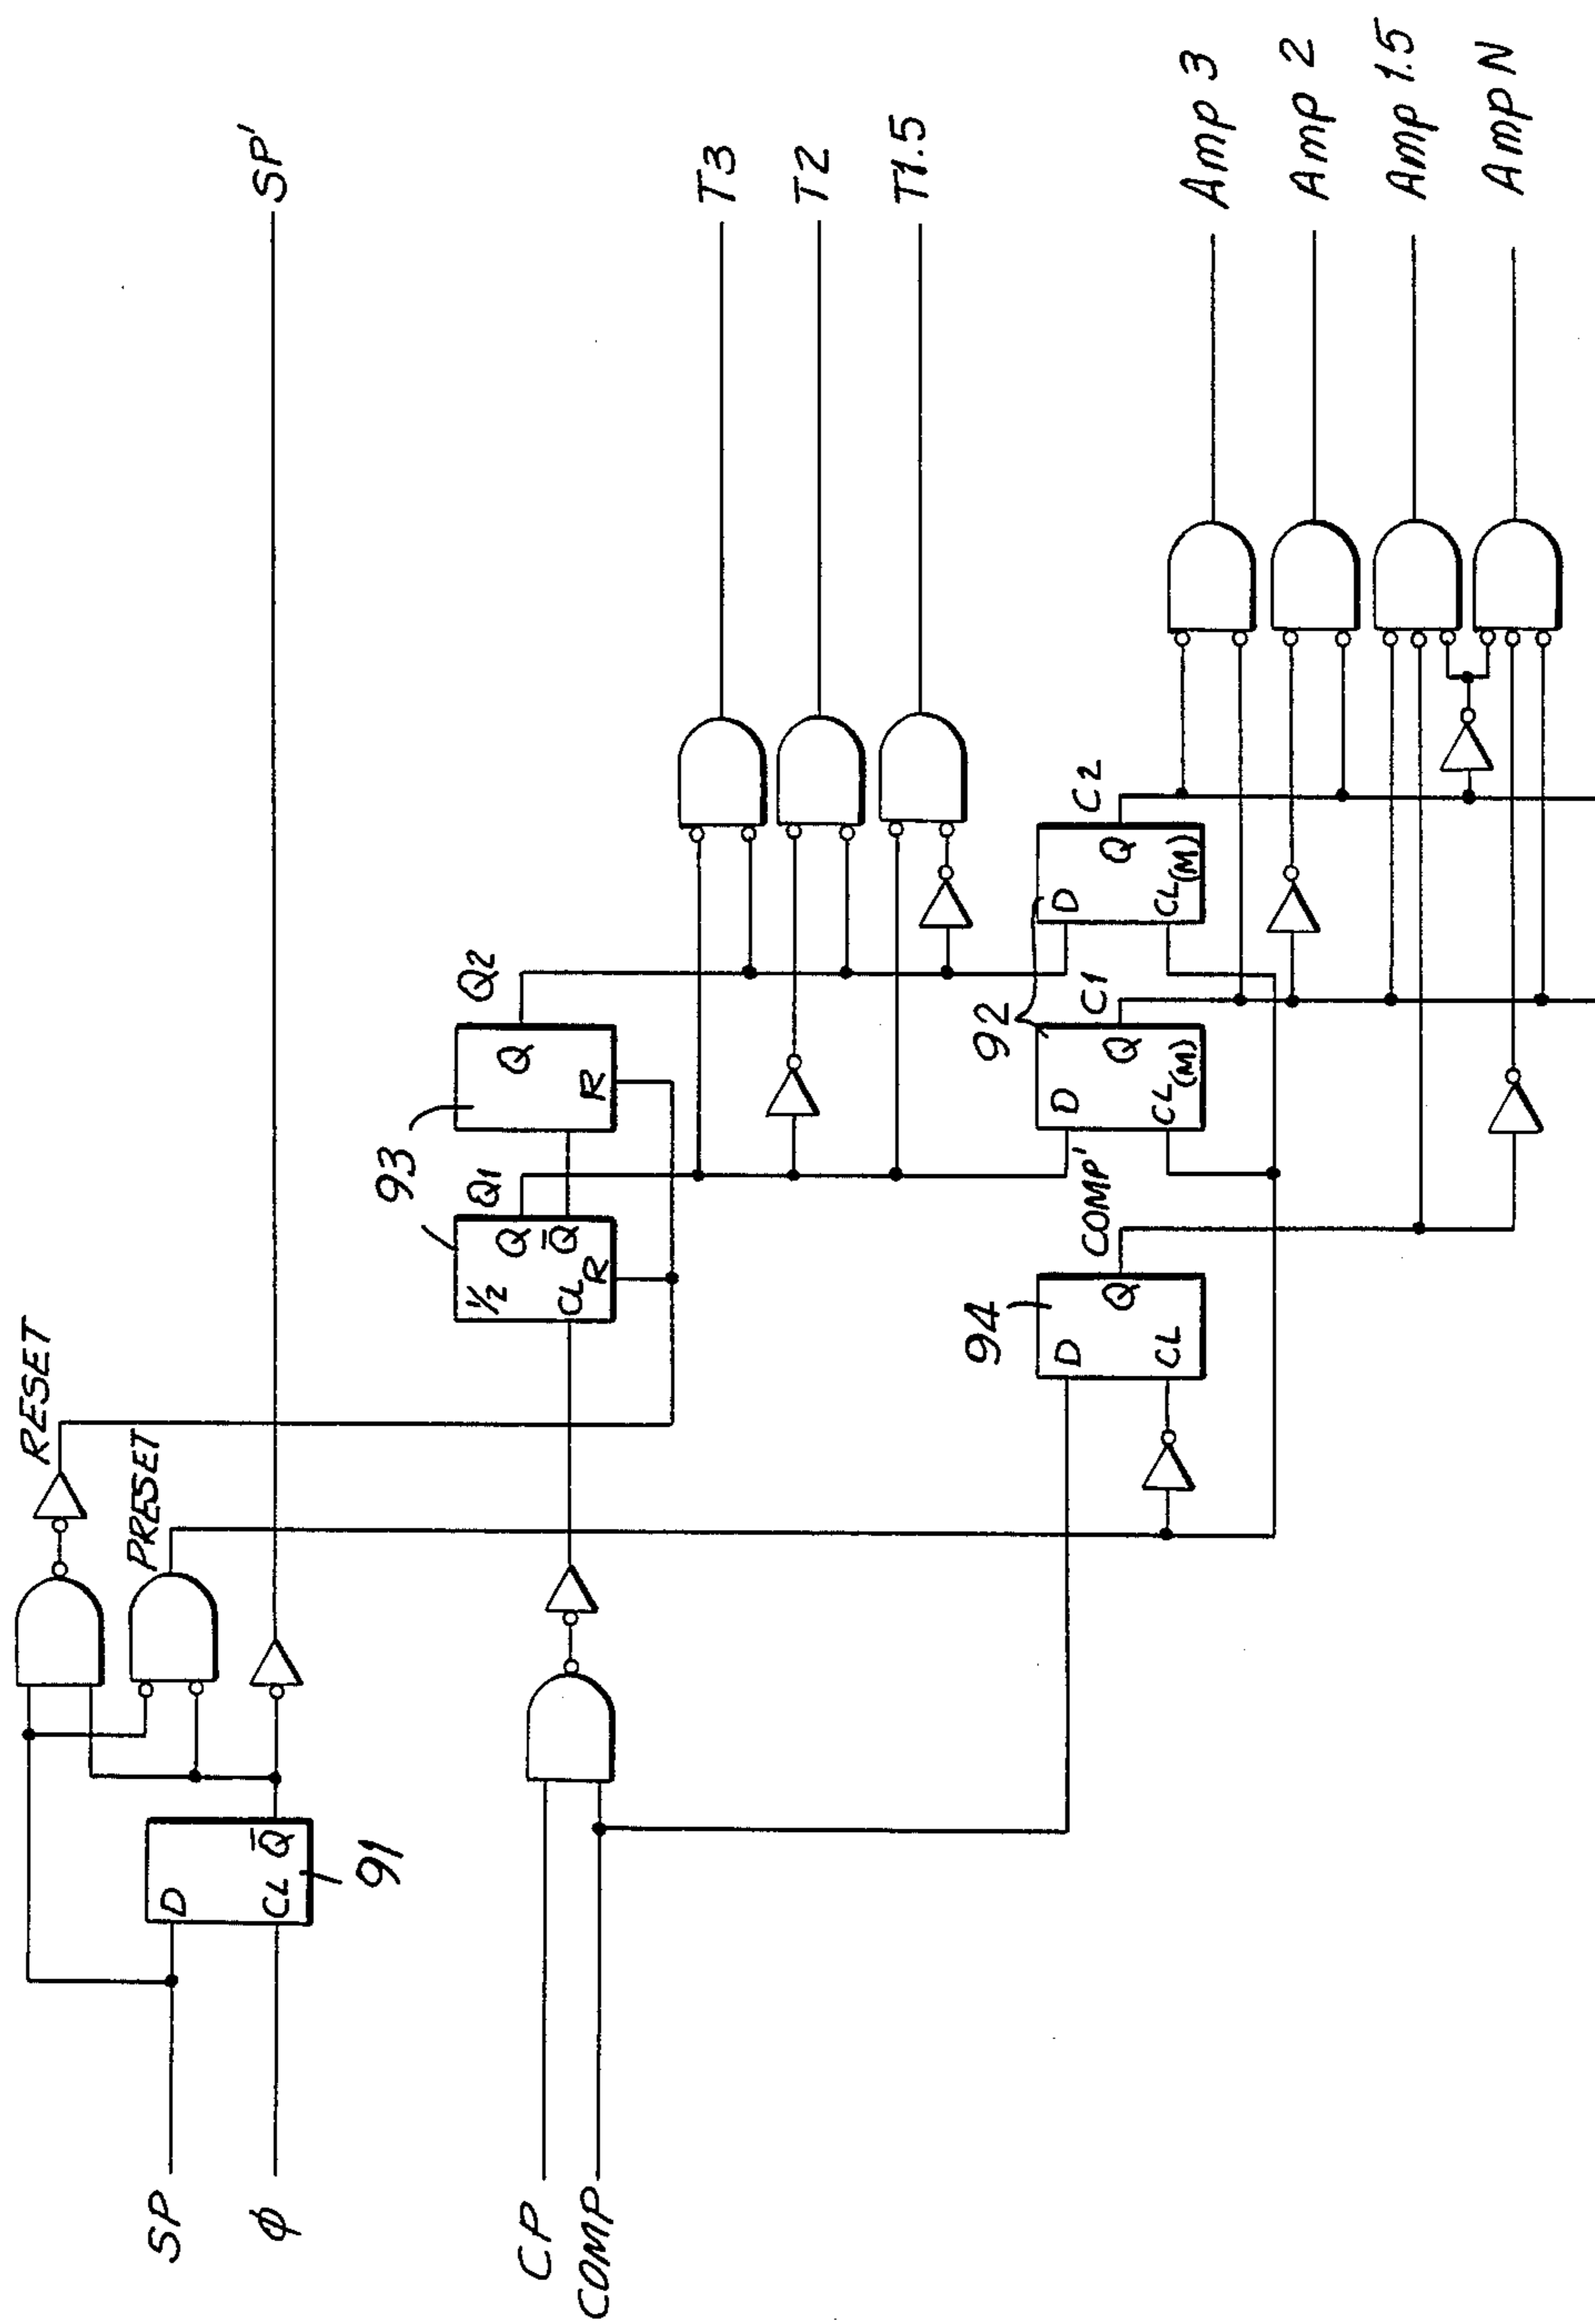 SP
φ
CP
COMP
D
CL
Q̅
91
RESET
PRESET
SP'
93
1/2
CL
R
Q
Q̅
Q1
Q
R
Q2
T3
T2
T1.5
94
D
CL
Q
COMP'
92
D
CL(M)
Q
C1
D
CL(M)
Q
C2
Amp 3
Amp 2
Amp 1.5
Amp N